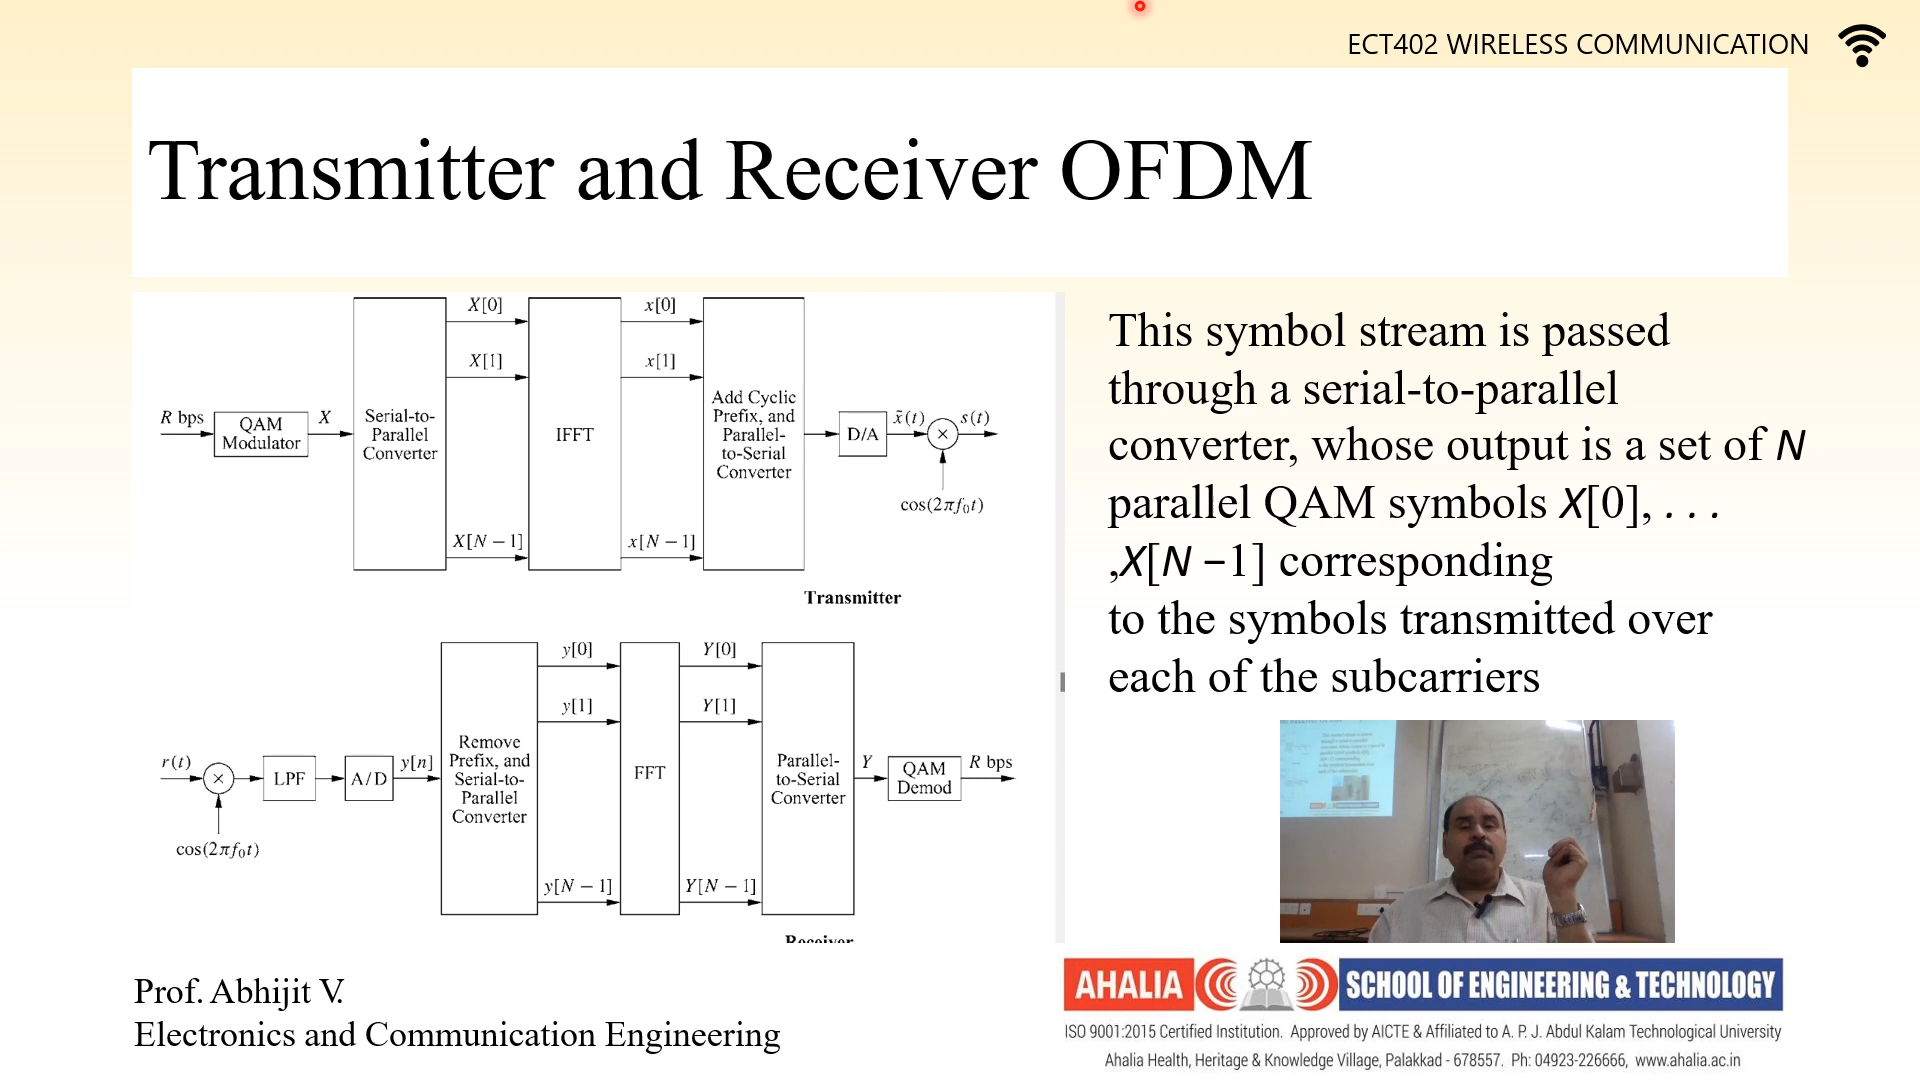 ECT402 WIRELESS COMMUNICATION
Transmitter and Receiver OFDM
R bps
QAM
Modulator
X
Serial-to-
Parallel
Converter
X[0]
X[1]
X[N − 1]
IFFT
x[0]
x[1]
x[N − 1]
Add Cyclic
Prefix, and
Parallel-
to-Serial
Converter
D/A
x̃(t)
×
s(t)
cos(2πf₀t)
Transmitter
r(t)
×
cos(2πf₀t)
LPF
A/D
y[n]
Remove
Prefix, and
Serial-to-
Parallel
Converter
y[0]
y[1]
y[N − 1]
FFT
Y[0]
Y[1]
Y[N − 1]
Parallel-
to-Serial
Converter
Y
QAM
Demod
R bps
Receiver
This symbol stream is passed
through a serial-to-parallel
converter, whose output is a set of N
parallel QAM symbols X[0], . . .
,X[N −1] corresponding
to the symbols transmitted over
each of the subcarriers
Prof. Abhijit V.
Electronics and Communication Engineering
AHALIA SCHOOL OF ENGINEERING & TECHNOLOGY
ISO 9001:2015 Certified Institution. Approved by AICTE & Affiliated to A. P. J. Abdul Kalam Technological University
Ahalia Health, Heritage & Knowledge Village, Palakkad - 678557. Ph: 04923-226666, www.ahalia.ac.in